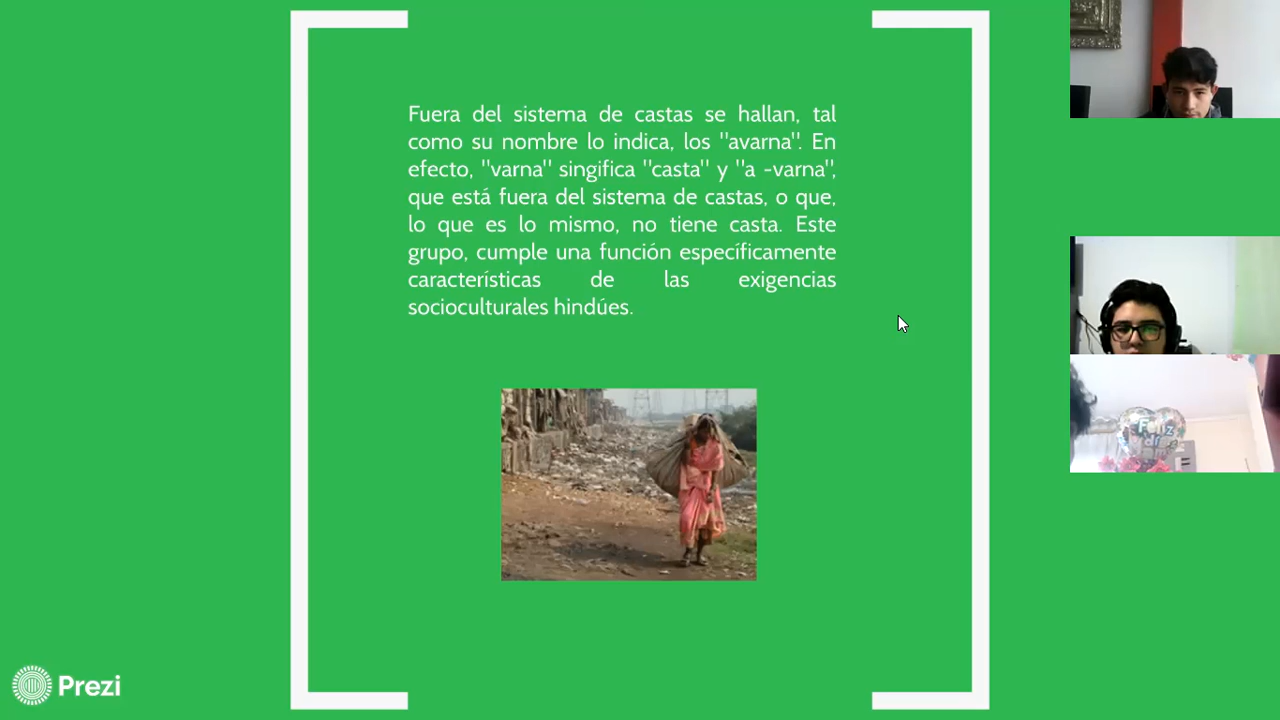 Fuera del sistema de castas se hallan, tal
como su nombre lo indica, los "avarna". En
efecto, "varna" singifica "casta" y "a -varna",
que está fuera del sistema de castas, o que,
lo que es lo mismo, no tiene casta. Este
grupo, cumple una función específicamente
características de las exigencias
socioculturales hindúes.
Feliz
día
Prezi